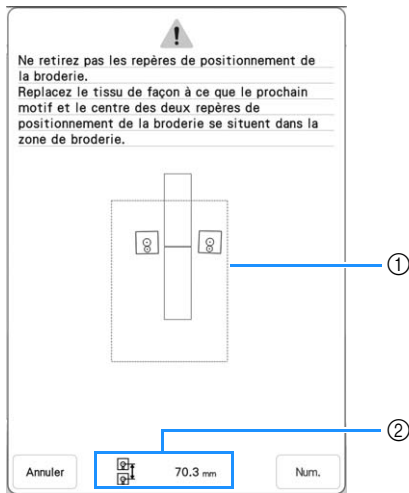 Ne retirez pas les repères de positionnement de
la broderie.
Replacez le tissu de façon à ce que le prochain
motif et le centre des deux repères de
positionnement de la broderie se situent dans la
zone de broderie.
①
②
Annuler
70.3 mm
Num.